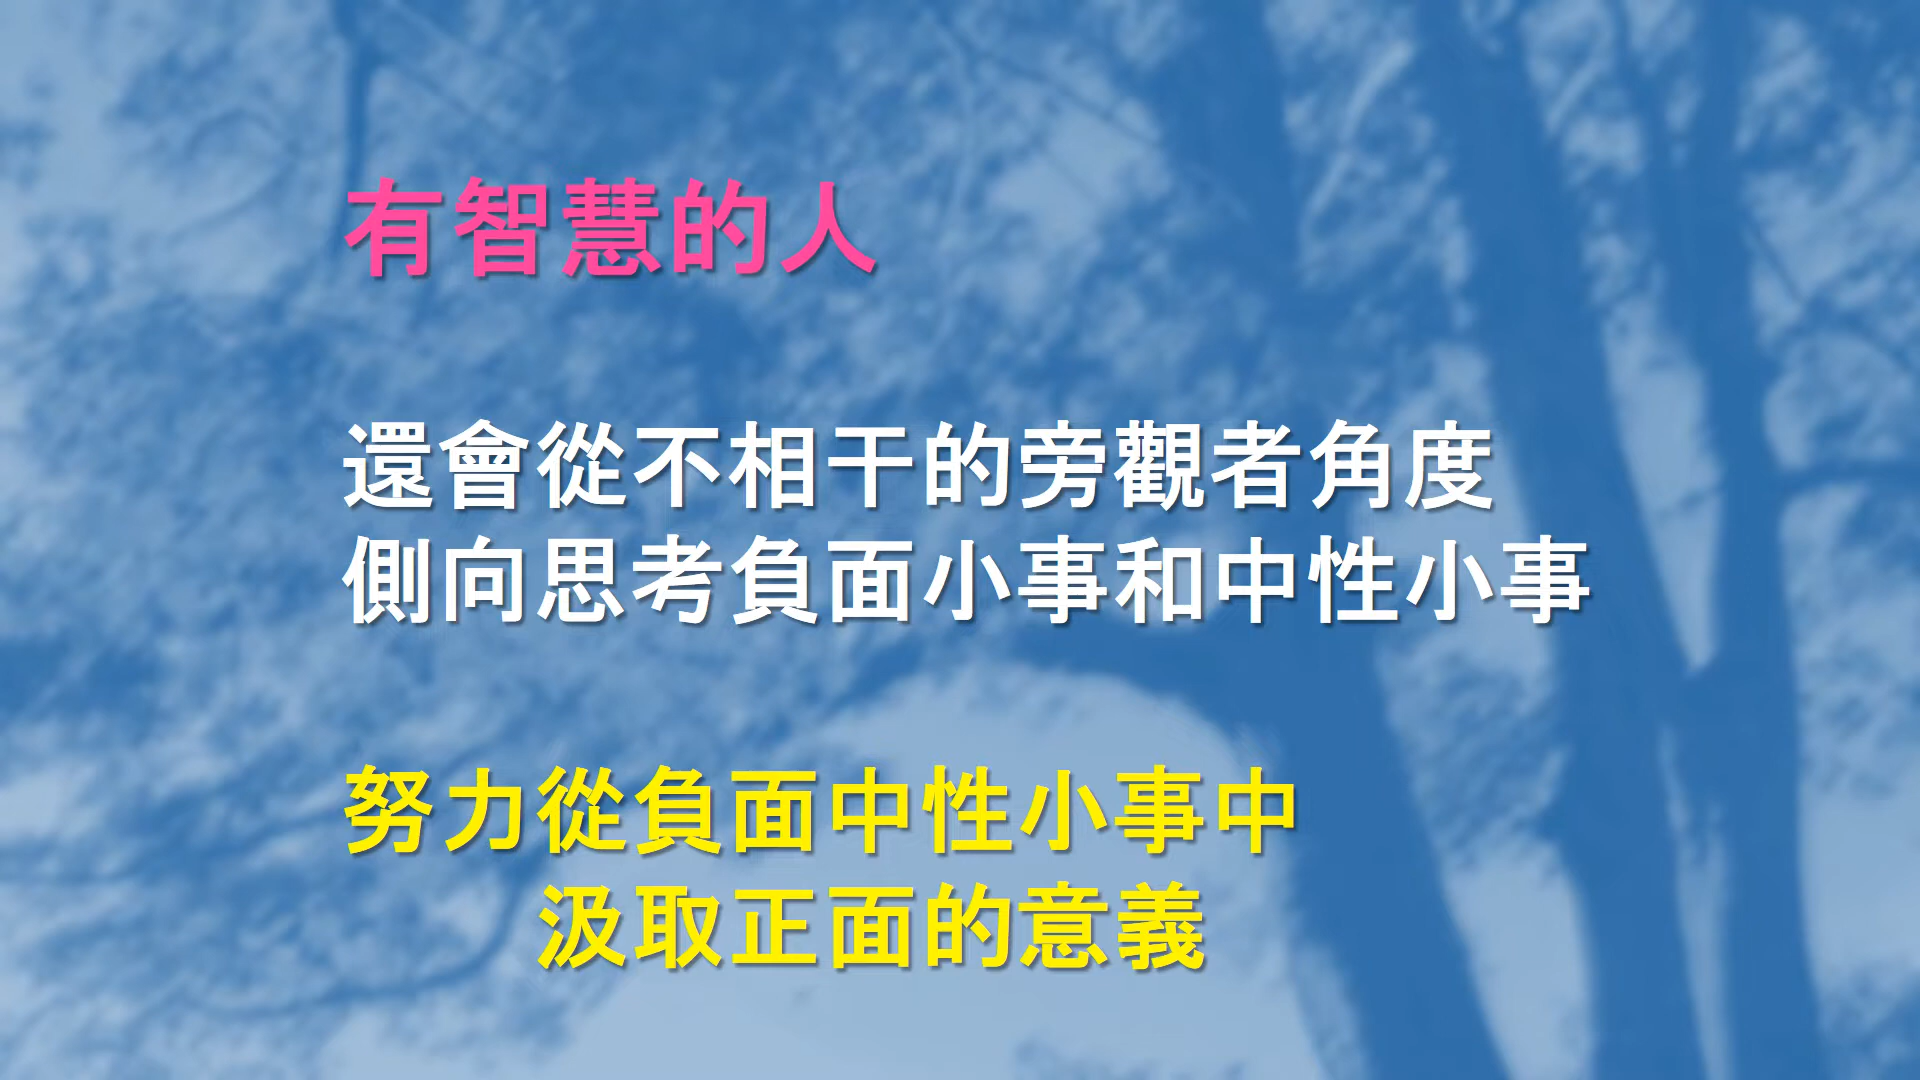 有智慧的人
還會從不相干的旁觀者角度
側向思考負面小事和中性小事
努力從負面中性小事中
汲取正面的意義